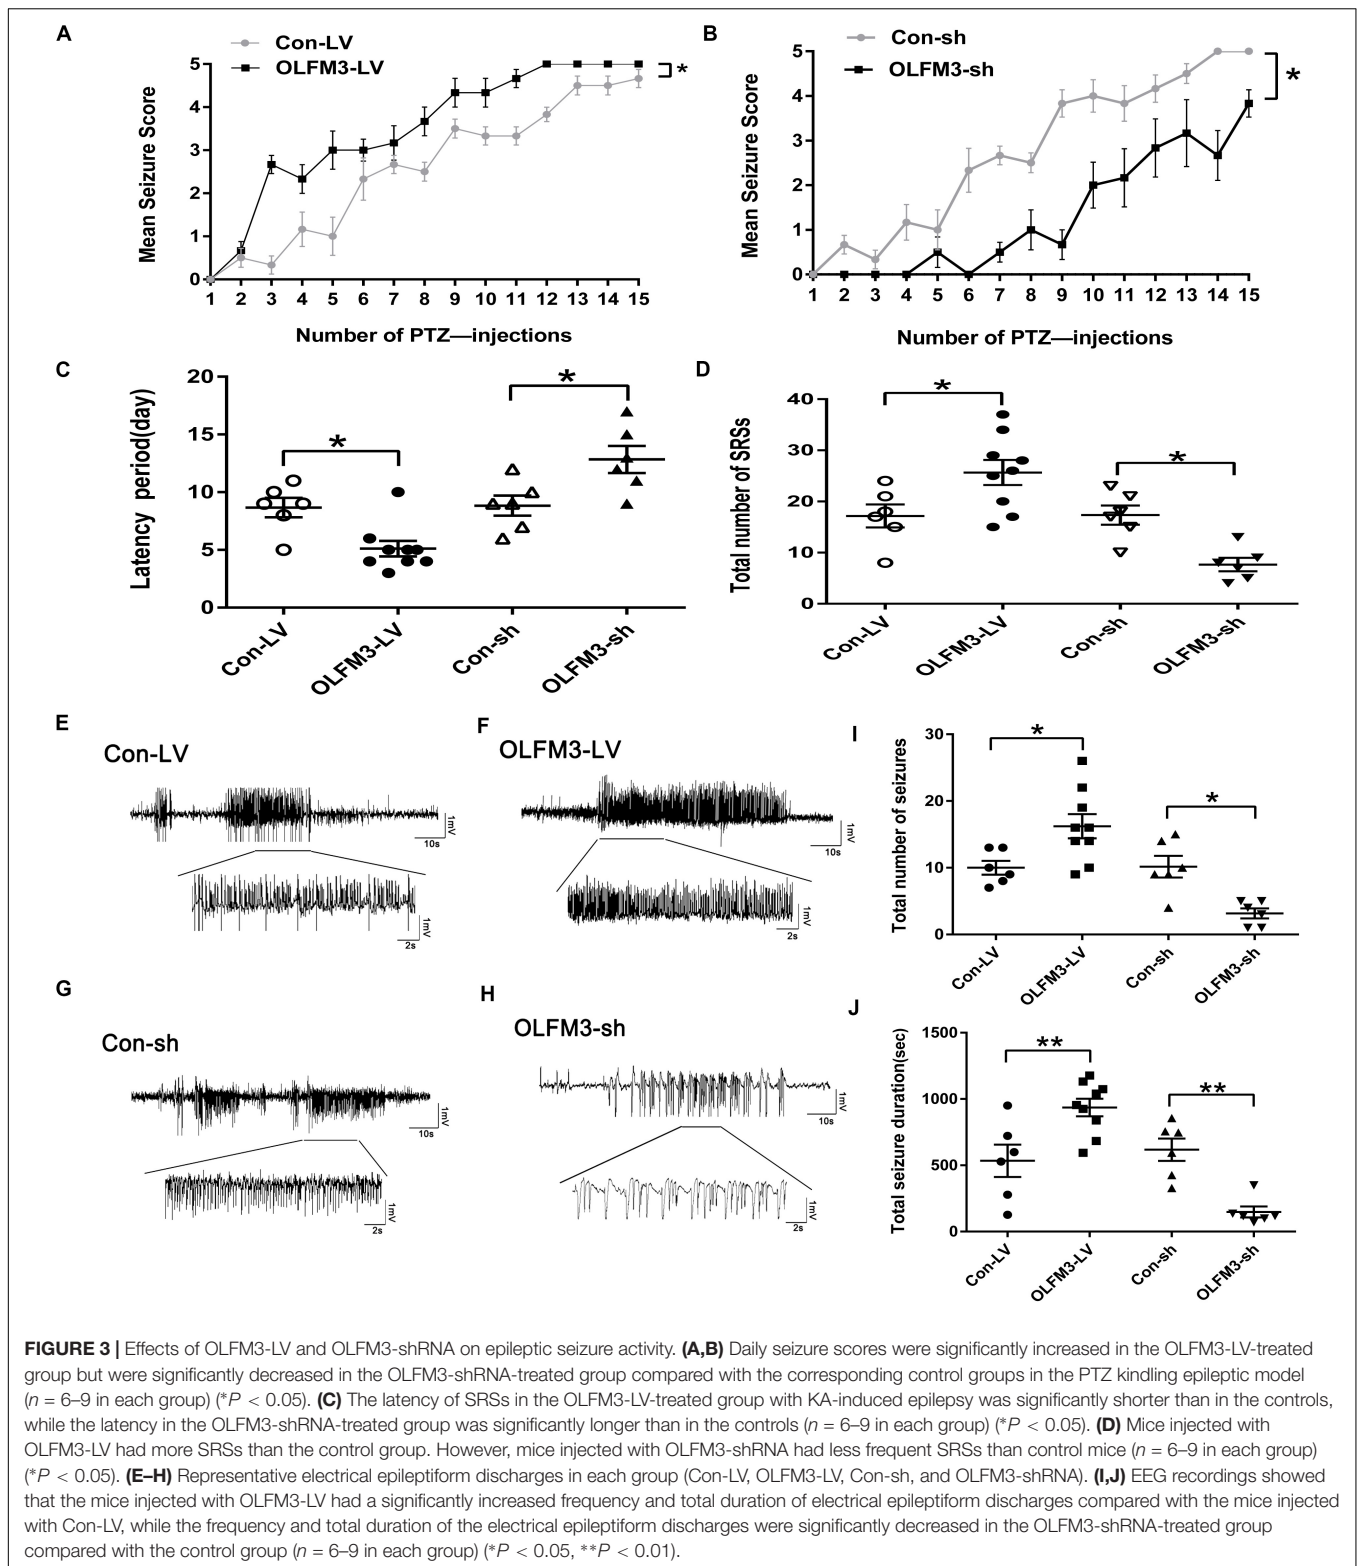 A
Con-LV
OLFM3-LV
Mean Seizure Score
5
4
3
2
1
0
*
1 2 3 4 5 6 7 8 9 10 11 12 13 14 15
Number of PTZ—injections
B
Con-sh
OLFM3-sh
Mean Seizure Score
5
4
3
2
1
0
*
1 2 3 4 5 6 7 8 9 10 11 12 13 14 15
Number of PTZ—injections
C
Latency period(day)
20
15
10
5
0
*
*
Con-LV
OLFM3-LV
Con-sh
OLFM3-sh
D
Total number of SRSs
40
30
20
10
0
*
*
Con-LV
OLFM3-LV
Con-sh
OLFM3-sh
E
Con-LV
1mV
10s
1mV
2s
F
OLFM3-LV
1mV
10s
1mV
2s
I
Total number of seizures
30
20
10
0
*
*
Con-LV
OLFM3-LV
Con-sh
OLFM3-sh
G
Con-sh
1mV
10s
1mV
2s
H
OLFM3-sh
1mV
10s
1mV
2s
J
Total seizure duration(sec)
1500
1000
500
0
**
**
Con-LV
OLFM3-LV
Con-sh
OLFM3-sh
FIGURE 3 | Effects of OLFM3-LV and OLFM3-shRNA on epileptic seizure activity. (A,B) Daily seizure scores were significantly increased in the OLFM3-LV-treated
group but were significantly decreased in the OLFM3-shRNA-treated group compared with the corresponding control groups in the PTZ kindling epileptic model
(n = 6–9 in each group) (*P < 0.05). (C) The latency of SRSs in the OLFM3-LV-treated group with KA-induced epilepsy was significantly shorter than in the controls,
while the latency in the OLFM3-shRNA-treated group was significantly longer than in the controls (n = 6–9 in each group) (*P < 0.05). (D) Mice injected with
OLFM3-LV had more SRSs than the control group. However, mice injected with OLFM3-shRNA had less frequent SRSs than control mice (n = 6–9 in each group)
(*P < 0.05). (E–H) Representative electrical epileptiform discharges in each group (Con-LV, OLFM3-LV, Con-sh, and OLFM3-shRNA). (I,J) EEG recordings showed
that the mice injected with OLFM3-LV had a significantly increased frequency and total duration of electrical epileptiform discharges compared with the mice injected
with Con-LV, while the frequency and total duration of the electrical epileptiform discharges were significantly decreased in the OLFM3-shRNA-treated group
compared with the control group (n = 6–9 in each group) (*P < 0.05, **P < 0.01).